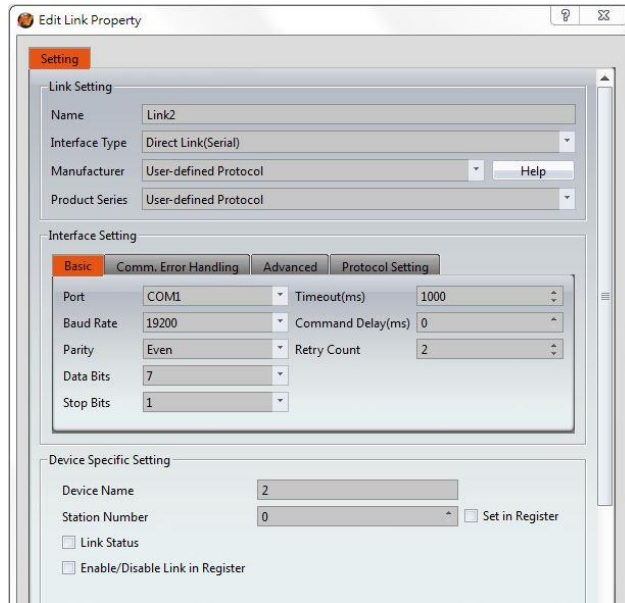 Edit Link Property
Setting
Link Setting
Name Link2
Interface Type Direct Link(Serial)
Manufacturer User-defined Protocol Help
Product Series User-defined Protocol
Interface Setting
Basic Comm. Error Handling Advanced Protocol Setting
Port COM1 Timeout(ms) 1000
Baud Rate 19200 Command Delay(ms) 0
Parity Even Retry Count 2
Data Bits 7
Stop Bits 1
Device Specific Setting
Device Name 2
Station Number 0 Set in Register
Link Status
Enable/Disable Link in Register